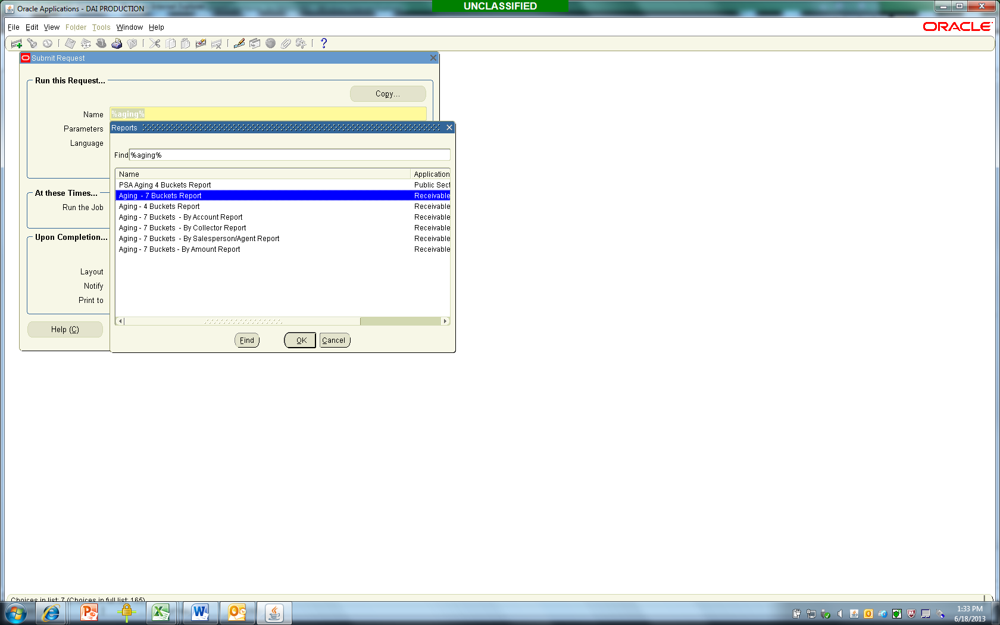 UNCLASSIFIED
Oracle Applications - DAI PRODUCTION
File Edit View Folder Tools Window Help
ORACLE
Submit Request
Run this Request...
Copy...
Name %aging%
Parameters
Language
Reports
Find %aging%
Name Application
PSA Aging 4 Buckets Report Public Sect
Aging - 7 Buckets Report Receivable
Aging - 4 Buckets Report Receivable
Aging - 7 Buckets - By Account Report Receivable
Aging - 7 Buckets - By Collector Report Receivable
Aging - 7 Buckets - By Salesperson/Agent Report Receivable
Aging - 7 Buckets - By Amount Report Receivable
At these Times...
Run the Job
Upon Completion...
Layout
Notify
Print to
Help (C)
Find OK Cancel
Choices in list: 7 (Choices in full list: 165)
1:33 PM
6/18/2013